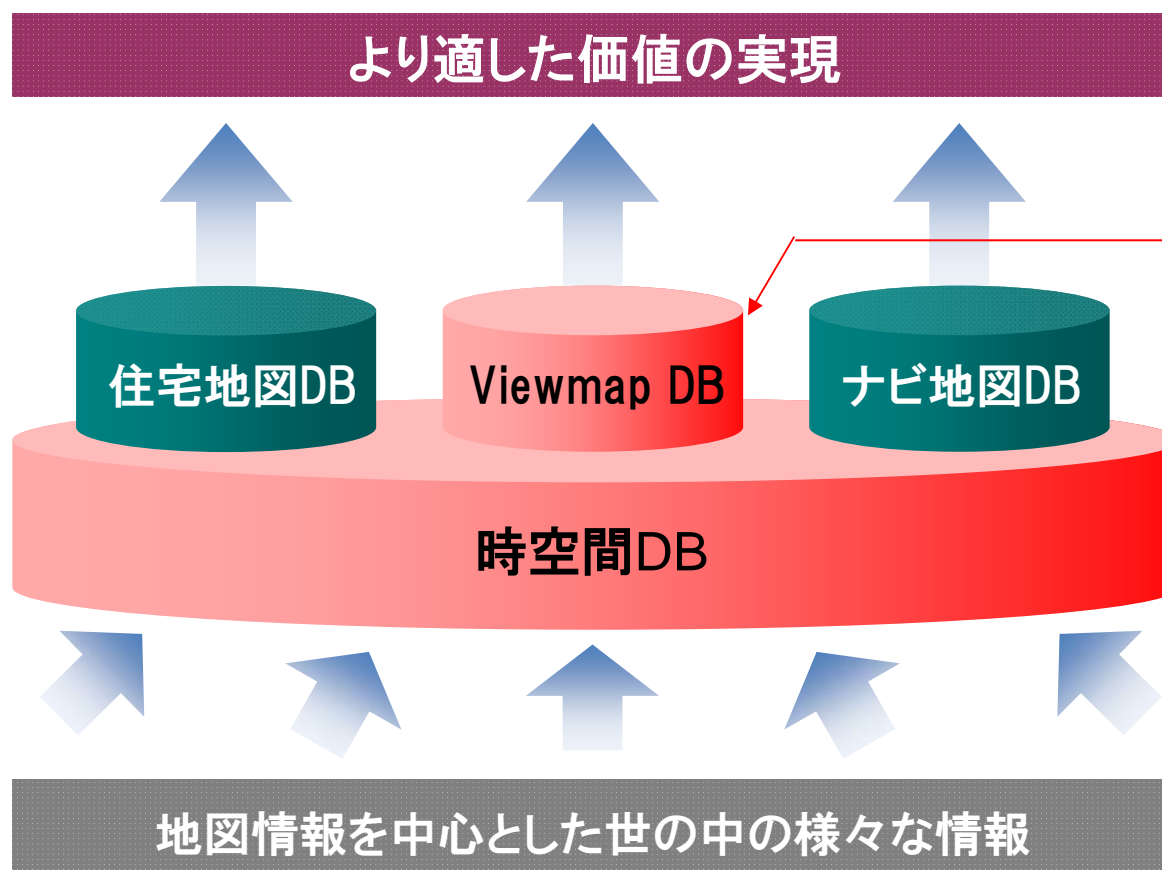 より適した価値の実現
住宅地図DB
Viewmap DB
ナビ地図DB
時空間DB
地図情報を中心とした世の中の様々な情報